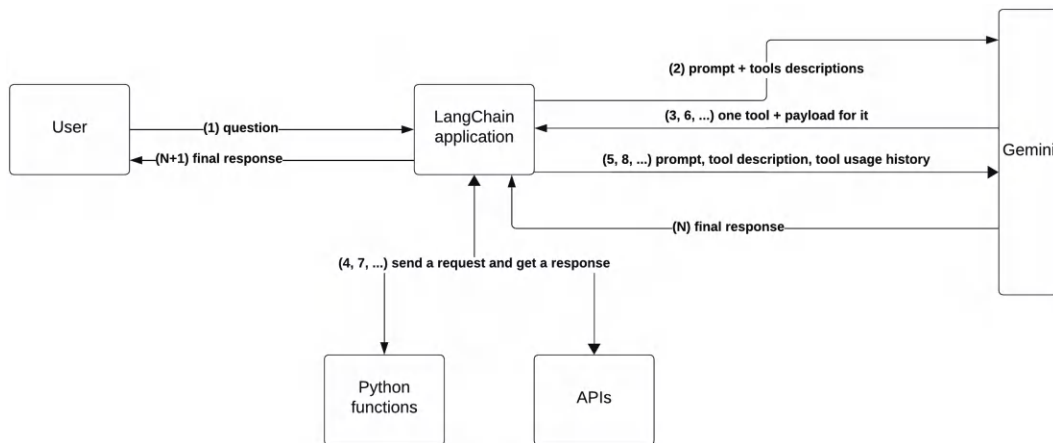 (2) prompt + tools descriptions
User
(1) question
(N+1) final response
LangChain
application
(3, 6, ...) one tool + payload for it
(5, 8, ...) prompt, tool description, tool usage history
(N) final response
Gemini
(4, 7, ...) send a request and get a response
Python
functions
APIs